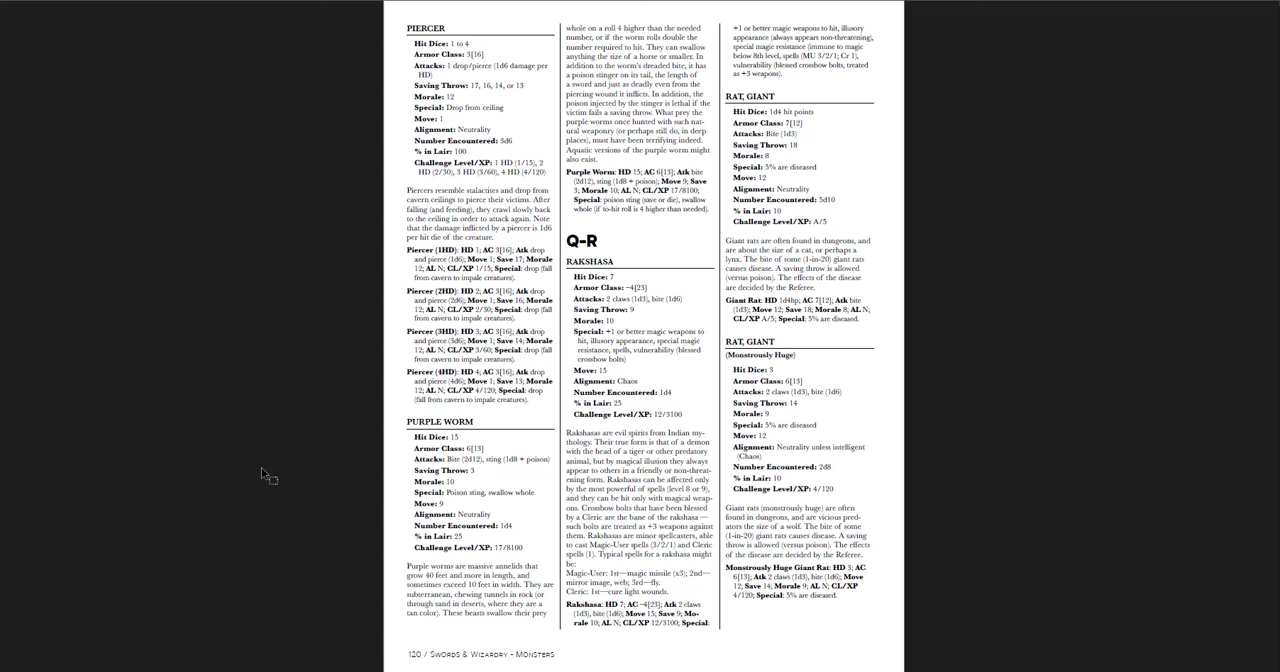 PIERCER
Hit Dice: 1 to 4
Armor Class: 3[16]
Attacks: 1 drop/pierce (1d6 damage per
HD)
Saving Throw: 17, 16, 14, or 13
Morale: 12
Special: Drop from ceiling
Move: 1
Alignment: Neutrality
Number Encountered: 3d6
% in Lair: 100
Challenge Level/XP: 1 HD (1/15), 2
HD (2/30), 3 HD (3/60), 4 HD (4/120)
Piercers resemble stalactites and drop from
cavern ceilings to pierce their victims. After
falling (and feeding), they crawl slowly back
to the ceiling in order to attack again. Note
that the damage inflicted by a piercer is 1d6
per hit die of the creature.
Piercer (1HD): HD 1; AC 3[16]; Atk drop
and pierce (1d6); Move 1; Save 17; Morale
12; AL N; CL/XP 1/15; Special: drop (fall
from cavern to impale creatures).
Piercer (2HD): HD 2; AC 3[16]; Atk drop
and pierce (2d6); Move 1; Save 16; Morale
12; AL N; CL/XP 2/30; Special: drop (fall
from cavern to impale creatures).
Piercer (3HD): HD 3; AC 3[16]; Atk drop
and pierce (3d6); Move 1; Save 14; Morale
12; AL N; CL/XP 3/60; Special: drop (fall
from cavern to impale creatures).
Piercer (4HD): HD 4; AC 3[16]; Atk drop
and pierce (4d6); Move 1; Save 13; Morale
12; AL N; CL/XP 4/120; Special: drop
(fall from cavern to impale creatures).
PURPLE WORM
Hit Dice: 15
Armor Class: 6[13]
Attacks: Bite (2d12), sting (1d8 + poison)
Saving Throw: 3
Morale: 10
Special: Poison sting, swallow whole
Move: 9
Alignment: Neutrality
Number Encountered: 1d4
% in Lair: 25
Challenge Level/XP: 17/8100
Purple worms are massive annelids that
grow 40 feet and more in length, and
sometimes exceed 10 feet in width. They are
subterranean, chewing tunnels in rock (or
through sand in deserts, where they are a
tan color). These beasts swallow their prey
whole on a roll 4 higher than the needed
number, or if the worm rolls double the
number required to hit. They can swallow
anything the size of a horse or smaller. In
addition to the worm's dreaded bite, it has
a poison stinger on its tail, the length of
a sword and just as deadly even from the
piercing wound it inflicts. In addition, the
poison injected by the stinger is lethal if the
victim fails a saving throw. What prey the
purple worms once hunted with such nat-
ural weaponry (or perhaps still do, in deep
places), must have been terrifying indeed.
Aquatic versions of the purple worm might
also exist.
Purple Worm: HD 15; AC 6[13]; Atk bite
(2d12), sting (1d8 + poison); Move 9; Save
3; Morale 10; AL N; CL/XP 17/8100;
Special: poison sting (save or die), swallow
whole (if to-hit roll is 4 higher than needed).
Q-R
RAKSHASA
Hit Dice: 7
Armor Class: −4[23]
Attacks: 2 claws (1d3), bite (1d6)
Saving Throw: 9
Morale: 10
Special: +1 or better magic weapons to
hit, illusory appearance, special magic
resistance, spells, vulnerability (blessed
crossbow bolts)
Move: 15
Alignment: Chaos
Number Encountered: 1d4
% in Lair: 25
Challenge Level/XP: 12/3100
Rakshasas are evil spirits from Indian my-
thology. Their true form is that of a demon
with the head of a tiger or other predatory
animal, but by magical illusion they always
appear to others in a friendly or non-threat-
ening form. Rakshasas can be affected only
by the most powerful of spells (level 8 or 9),
and they can be hit only with magical weap-
ons. Crossbow bolts that have been blessed
by a Cleric are the bane of the rakshasa —
such bolts are treated as +3 weapons against
them. Rakshasas are minor spellcasters, able
to cast Magic-User spells (3/2/1) and Cleric
spells (1). Typical spells for a rakshasa might
be:
Magic-User: 1st—magic missile (x3); 2nd—
mirror image, web; 3rd—fly.
Cleric: 1st—cure light wounds.
Rakshasa: HD 7; AC −4[23]; Atk 2 claws
(1d3), bite (1d6); Move 15; Save 9; Mo-
rale 10; AL N; CL/XP 12/3100; Special:
+1 or better magic weapons to hit, illusory
appearance (always appears non-threatening),
special magic resistance (immune to magic
below 8th level, spells (MU 3/2/1; Cr 1),
vulnerability (blessed crossbow bolts, treated
as +3 weapons).
RAT, GIANT
Hit Dice: 1d4 hit points
Armor Class: 7[12]
Attacks: Bite (1d3)
Saving Throw: 18
Morale: 8
Special: 5% are diseased
Move: 12
Alignment: Neutrality
Number Encountered: 5d10
% in Lair: 10
Challenge Level/XP: A/5
Giant rats are often found in dungeons, and
are about the size of a cat, or perhaps a
lynx. The bite of some (1-in-20) giant rats
causes disease. A saving throw is allowed
(versus poison). The effects of the disease
are decided by the Referee.
Giant Rat: HD 1d4hp; AC 7[12]; Atk bite
(1d3); Move 12; Save 18; Morale 8; AL N;
CL/XP A/5; Special: 5% are diseased.
RAT, GIANT
(Monstrously Huge)
Hit Dice: 3
Armor Class: 6[13]
Attacks: 2 claws (1d3), bite (1d6)
Saving Throw: 14
Morale: 9
Special: 5% are diseased
Move: 12
Alignment: Neutrality unless intelligent
(Chaos)
Number Encountered: 2d8
% in Lair: 10
Challenge Level/XP: 4/120
Giant rats (monstrously huge) are often
found in dungeons, and are vicious pred-
ators the size of a wolf. The bite of some
(1-in-20) giant rats causes disease. A saving
throw is allowed (versus poison). The effects
of the disease are decided by the Referee.
Monstrously Huge Giant Rat: HD 3; AC
6[13]; Atk 2 claws (1d3), bite (1d6); Move
12; Save 14; Morale 9; AL N; CL/XP
4/120; Special: 5% are diseased.
120 / Swords & Wizardry - Monsters